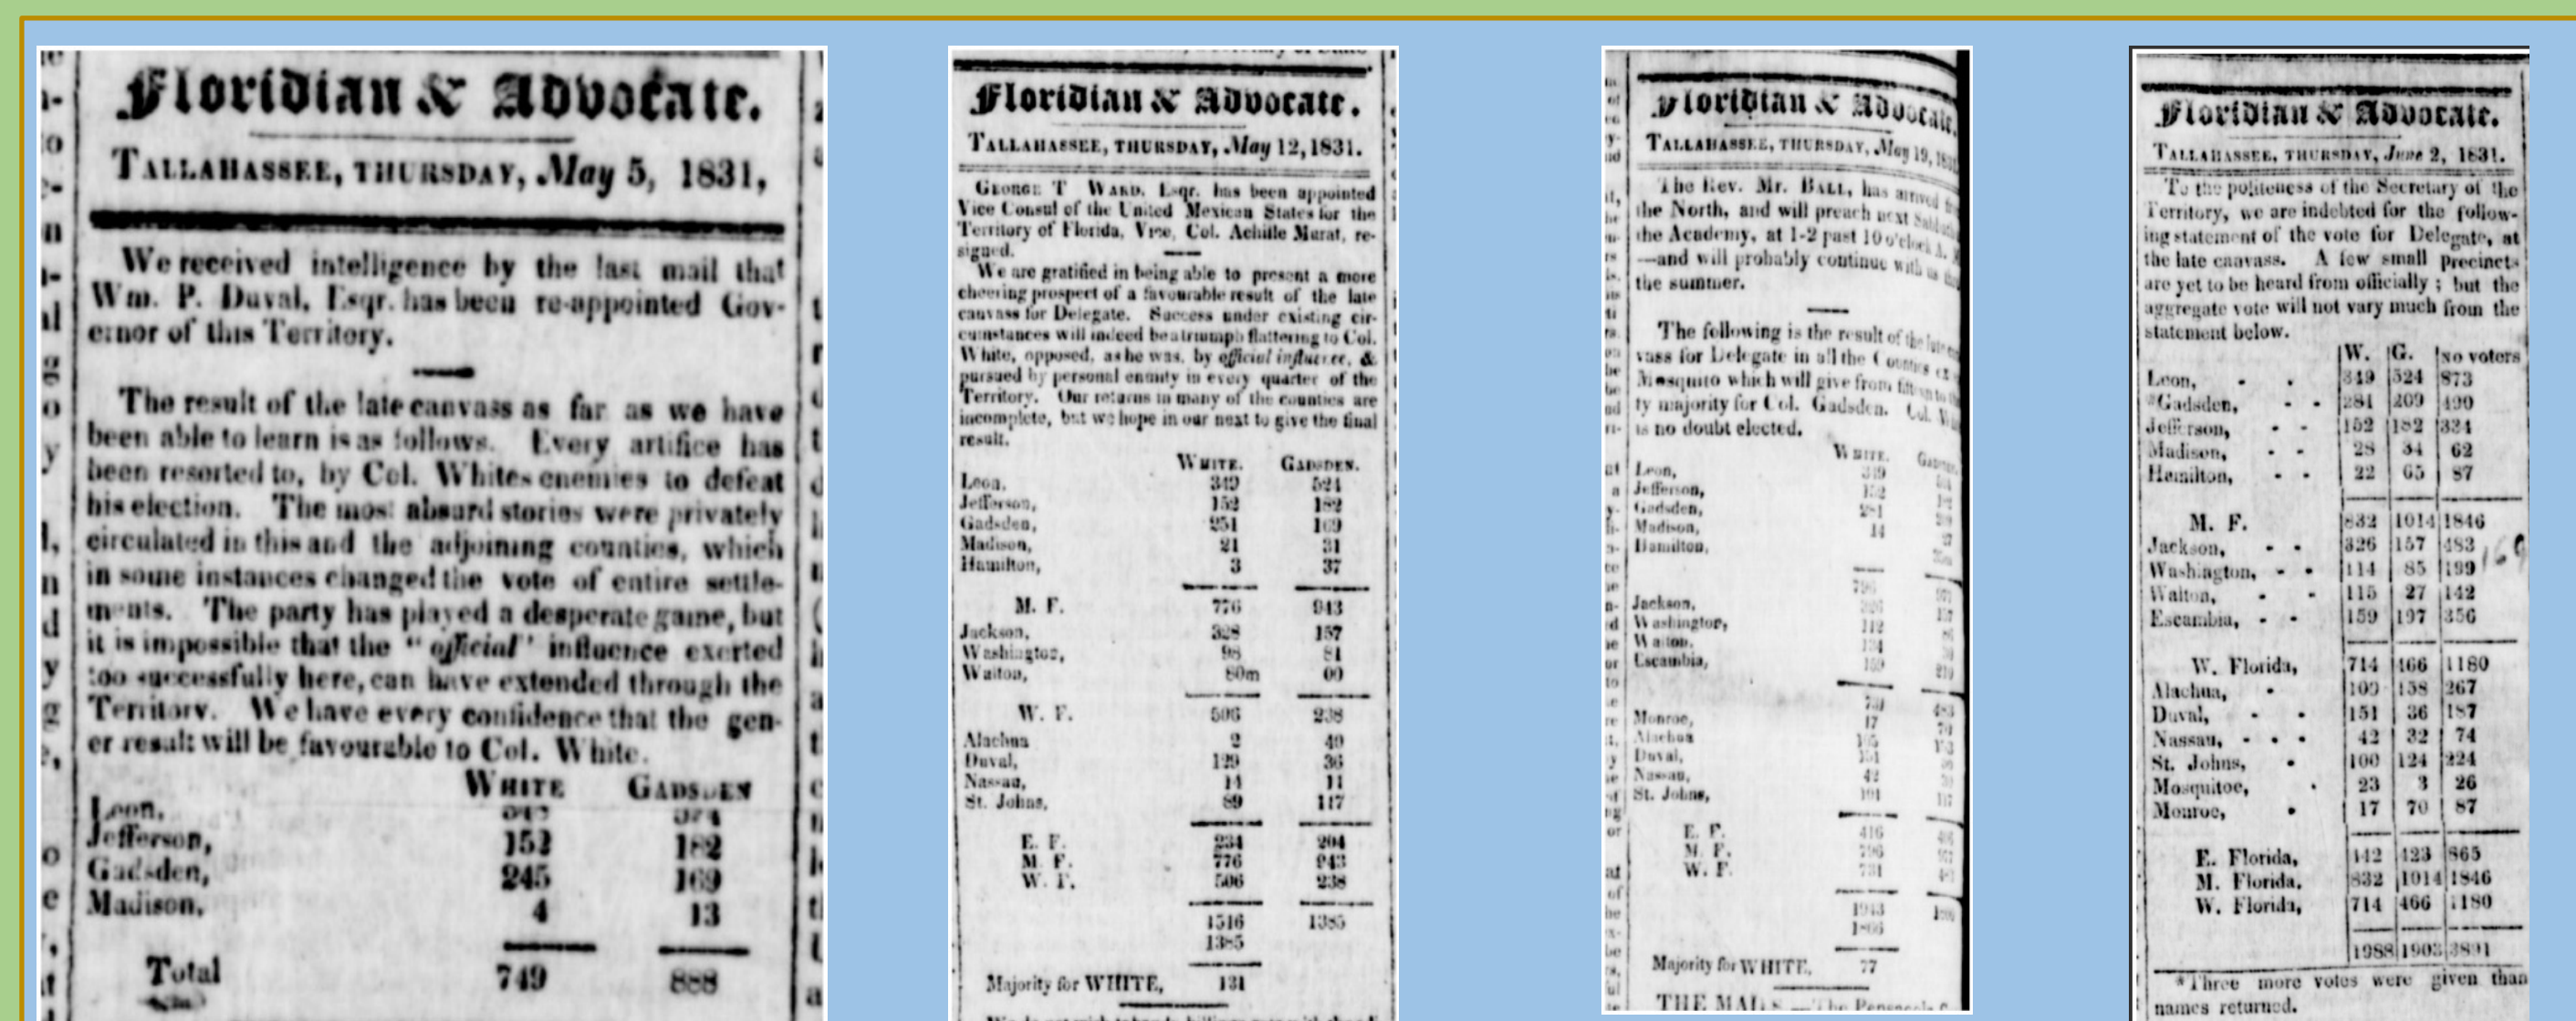 Floridian & Advocate.
TALLAHASSEE, THURSDAY, May 5, 1831,
We received intelligence by the last mail that
Wm. P. Duval, Esqr. has been re-appointed Gov-
ernor of this Territory.
The result of the late canvass as far as we have
been able to learn is as follows. Every artifice has
been resorted to, by Col. Whites enemies to defeat
his election. The most absurd stories were privately
circulated in this and the adjoining counties, which
in some instances changed the vote of entire settle-
ments. The party has played a desperate game, but
it is impossible that the "official" influence exerted
too successfully here, can have extended through the
Territory. We have every confidence that the gen-
er result will be favourable to Col. White.
WHITE GADSDEN
Leon,
Jefferson, 152 182
Gadsden, 245 169
Madison, 4 13
Total 749 888
Floridian & Advocate.
TALLAHASSEE, THURSDAY, May 12, 1831.
GEORGE T WARD, Esqr. has been appointed
Vice Consul of the United Mexican States for the
Territory of Florida, Vice, Col. Achille Murat, re-
signed.
We are gratified in being able to present a more
cheering prospect of a favourable result of the late
canvass for Delegate. Success under existing cir-
cumstances will indeed be a triumph flattering to Col.
White, opposed, as he was, by official influence, &
pursued by personal enmity in every quarter of the
Territory. Our returns in many of the counties are
incomplete, but we hope in our next to give the final
result.
WHITE. GADSDEN.
Leon, 349 524
Jefferson, 152 182
Gadsden, 251 169
Madison, 21 31
Hamilton, 3 37
M. F. 776 943
Jackson, 328 157
Washington, 98 81
Walton, 80m 00
W. F. 506 238
Alachua 2 40
Duval, 129 36
Nassau, 14 11
St. Johns, 89 117
E. F. 234 204
M. F. 776 943
W. F. 506 238
1516 1385
1385
Majority for WHITE, 131
Floridian & Advocate.
TALLAHASSEE, THURSDAY, May 19, 1831
The Rev. Mr. BALL, has arrived from
the North, and will preach next
the Academy, at 1-2 past 10 o'clock A. M
—and will probably continue with us
the summer.
The following is the result of the late
vass for Delegate in all the Counties
Mosquito which will give from
ty majority for Col. Gadsden. Col.
is no doubt elected.
WHITE.
Leon, 349
Jefferson, 152
Gadsden, 281
Madison, 14
Hamilton,
Jackson,
Washington, 112
Walton,
Escambia, 159
Monroe, 17
Alachua
Duval,
Nassau, 42
St. Johns, 101
E. F. 416
M. F. 796
W. F. 731
1943
1866
Majority for WHITE, 77
Floridian & Advocate.
TALLAHASSEE, THURSDAY, June 2, 1831.
To the politeness of the Secretary of the
Territory, we are indebted for the follow-
ing statement of the vote for Delegate, at
the late canvass. A few small precincts
are yet to be heard from officially; but the
aggregate vote will not vary much from the
statement below.
W. G. no voters
Leon, 349 524 873
*Gadsden, 281 209 490
Jefferson, 152 182 334
Madison, 28 34 62
Hamilton, 22 65 87
M. F. 832 1014 1846
Jackson, 326 157 483
Washington, 114 85 199
Walton, 115 27 142
Escambia, 159 197 356
W. Florida, 714 466 1180
Alachua, 109 158 267
Duval, 151 36 187
Nassau, 42 32 74
St. Johns, 100 124 224
Mosquitoe, 23 3 26
Monroe, 17 70 87
E. Florida, 442 423 865
M. Florida. 832 1014 1846
W. Florida, 714 466 1180
1988 1903 3891
*Three more votes were given than
names returned.